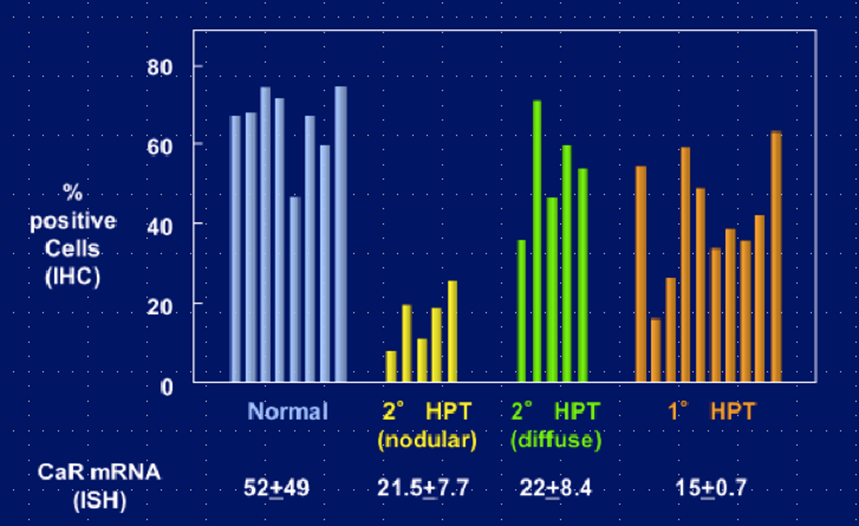 80
60
40
20
0
%
positive
Cells
(IHC)
Normal
2° HPT
(nodular)
2° HPT
(diffuse)
1° HPT
CaR mRNA
(ISH)
52±49
21.5±7.7
22±8.4
15±0.7